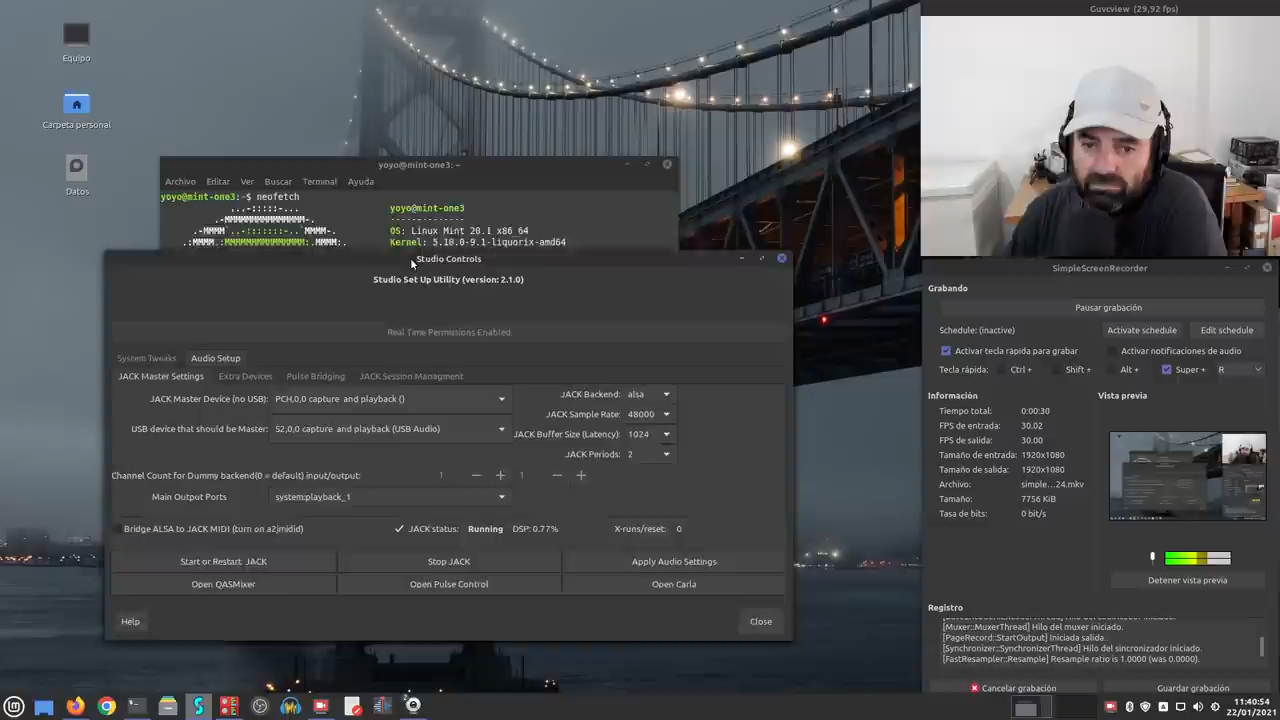 Guvcview (29,92 fps)
Equipo
Carpeta personal
Datos
yoyo@mint-one3: ~
Archivo Editar Ver Buscar Terminal Ayuda
yoyo@mint-one3:~$ neofetch
...-:::::-...
.-MMMMMMMMMMMMMMM-.
.-MMMM`..-:::::::-..`MMMM-.
.:MMMM.:MMMMMMMMMMMMMMM:.MMMM:.
yoyo@mint-one3
--------------
OS: Linux Mint 20.1 x86_64
Kernel: 5.10.0-9.1-liquorix-amd64
Studio Controls
Studio Set Up Utility (version: 2.1.0)
Real Time Permissions Enabled.
System Tweaks Audio Setup
JACK Master Settings Extra Devices Pulse Bridging JACK Session Managment
JACK Master Device (no USB): PCH,0,0 capture and playback ()
USB device that should be Master: S2,0,0 capture and playback (USB Audio)
JACK Backend: alsa
JACK Sample Rate: 48000
JACK Buffer Size (Latency): 1024
JACK Periods: 2
Channel Count for Dummy backend(0 = default).input/output: 1 — + 1 — +
Main Output Ports system:playback_1
Bridge ALSA to JACK MIDI (turn on a2jmidid) JACK status: Running DSP: 0.77% X-runs/reset: 0
Start or Restart JACK Stop JACK Apply Audio Settings
Open QASMixer Open Pulse Control Open Carla
Help Close
SimpleScreenRecorder
Grabando
Pausar grabación
Schedule: (inactive) Activate schedule Edit schedule
Activar tecla rápida para grabar Activar notificaciones de audio
Tecla rápida: Ctrl + Shift + Alt + Super + R
Información Vista previa
Tiempo total: 0:00:30
FPS de entrada: 30.02
FPS de salida: 30.00
Tamaño de entrada: 1920x1080
Tamaño de salida: 1920x1080
Archivo: simple...24.mkv
Tamaño: 7756 KiB
Tasa de bits: 0 bit/s
Detener vista previa
Registro
[Muxer::MuxerThread] Hilo del muxer iniciado.
[PageRecord::StartOutput] Iniciada salida.
[Synchronizer::SynchronizerThread] Hilo del sincronizador iniciado.
[FastResampler::Resample] Resample ratio is 1.0000 (was 0.0000).
Cancelar grabación Guardar grabación
11:40:54
22/01/2021